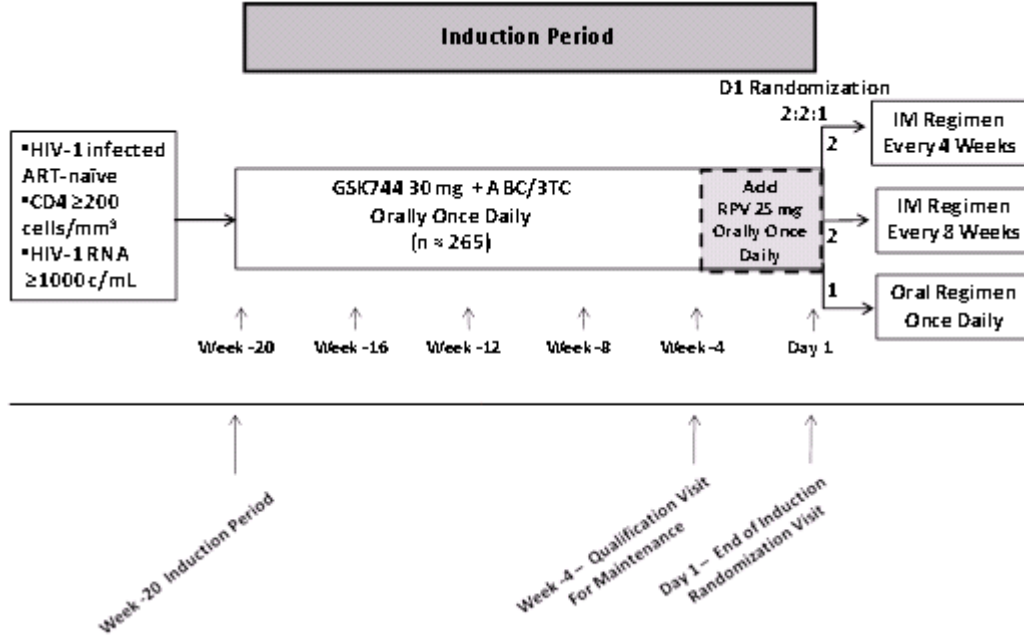 Induction Period
D1 Randomization
2:2:1
▪HIV-1 infected
ART-naïve
▪CD4 ≥200
cells/mm³
▪HIV-1 RNA
≥1000 c/mL
GSK744 30 mg + ABC/3TC
Orally Once Daily
(n ≈ 265)
Add
RPV 25 mg
Orally Once
Daily
2
IM Regimen
Every 4 Weeks
2
IM Regimen
Every 8 Weeks
1
Oral Regimen
Once Daily
Week -20
Week -16
Week -12
Week -8
Week -4
Day 1
Week -20 Induction Period
Week -4 – Qualification Visit
For Maintenance
Day 1 – End of Induction
Randomization Visit